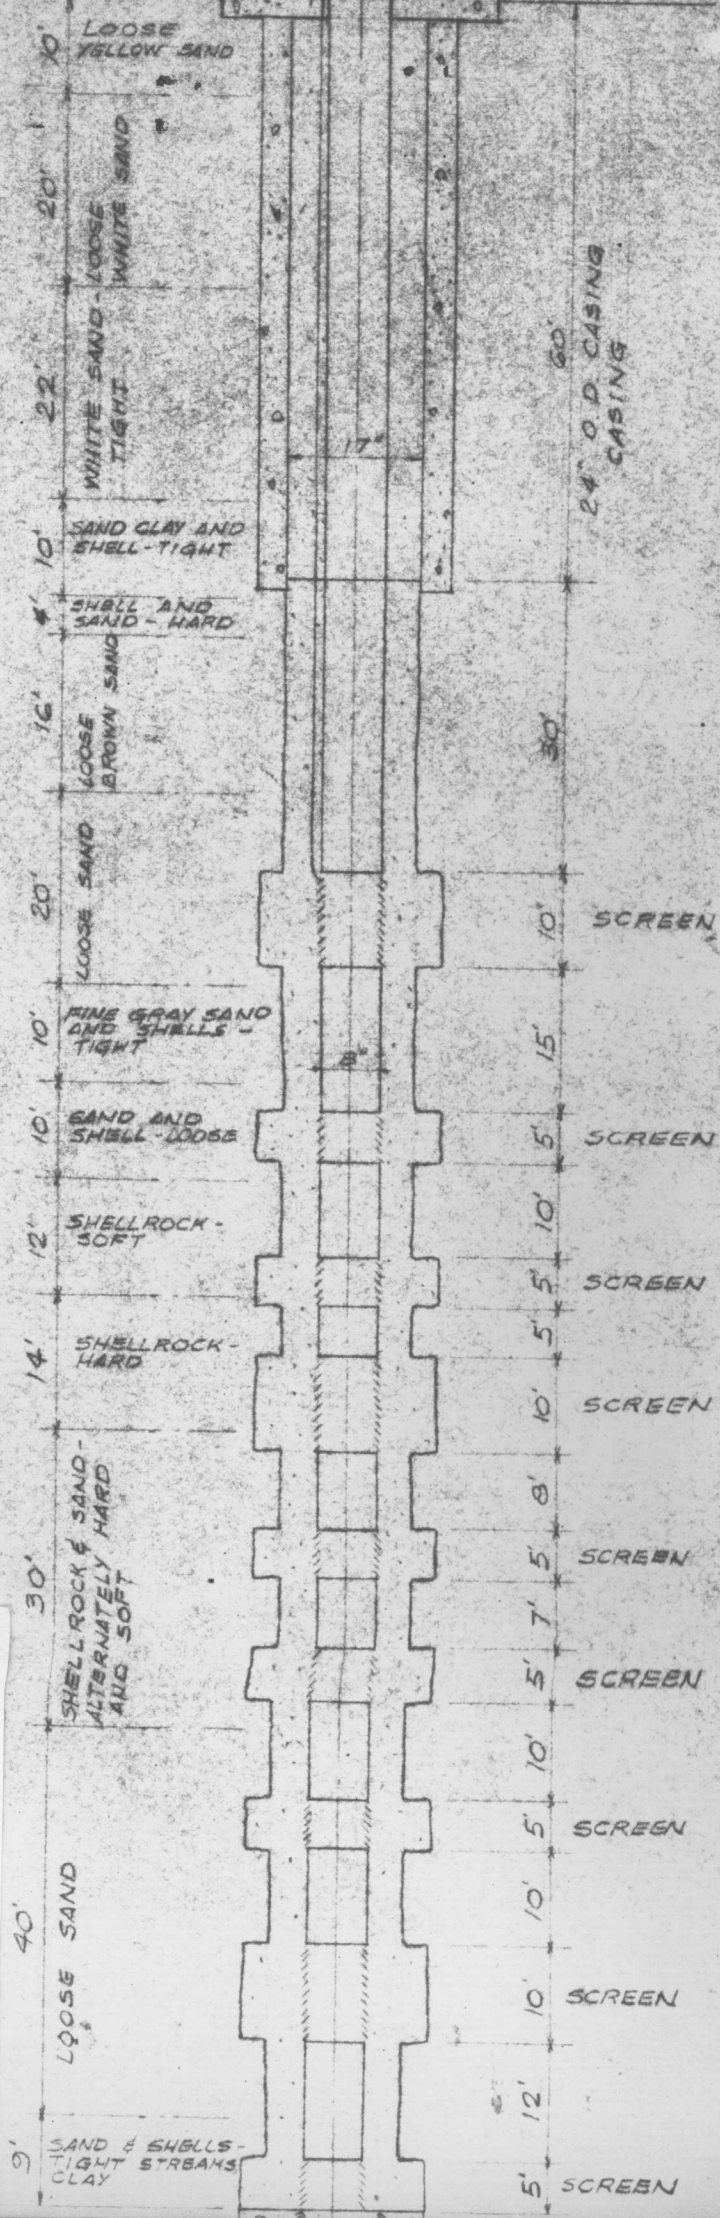 10'
LOOSE
YELLOW SAND
20'
LOOSE
WHITE SAND
22'
WHITE SAND-
TIGHT
17"
60'
24" O.D. CASING
CASING
10'
SAND CLAY AND
SHELL-TIGHT
4'
SHELL AND
SAND - HARD
16'
LOOSE
BROWN SAND
30'
20'
LOOSE SAND
10'
SCREEN
10'
FINE GRAY SAND
AND SHELLS -
TIGHT
8"
15'
10'
SAND AND
SHELL-LOOSE
5'
SCREEN
12'
SHELLROCK-
SOFT
10'
5'
SCREEN
14'
SHELLROCK-
HARD
5'
10'
SCREEN
30'
SHELLROCK & SAND-
ALTERNATELY HARD
AND SOFT
8'
5'
SCREEN
7'
5'
SCREEN
10'
40'
LOOSE SAND
5'
SCREEN
10'
10'
SCREEN
12'
9'
SAND & SHELLS-
TIGHT STREAKS
CLAY
5'
SCREEN